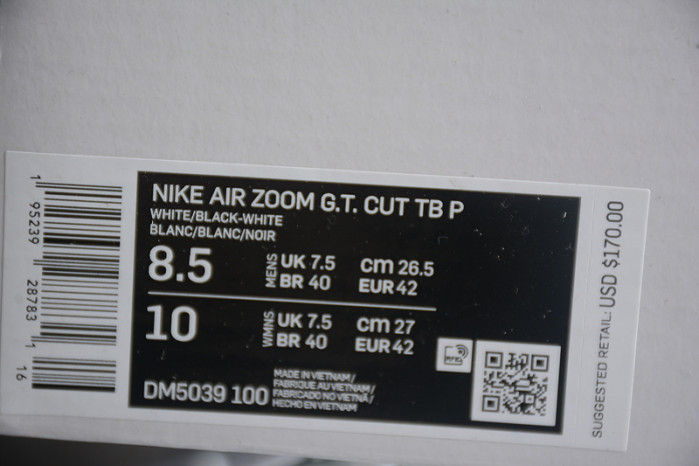 NIKE AIR ZOOM G.T. CUT TB P
WHITE/BLACK-WHITE
BLANC/BLANC/NOIR
8.5 MENS UK 7.5 cm 26.5
BR 40 EUR 42
10 WMNS UK 7.5 cm 27
BR 40 EUR 42
DM5039 100
MADE IN VIETNAM/
FABRIQUE AU VIETNAM/
FABRICADO NO VIETNÃ/
HECHO EN VIETNAM
SUGGESTED RETAIL: USD $170.00
1 95239 28783 1
16